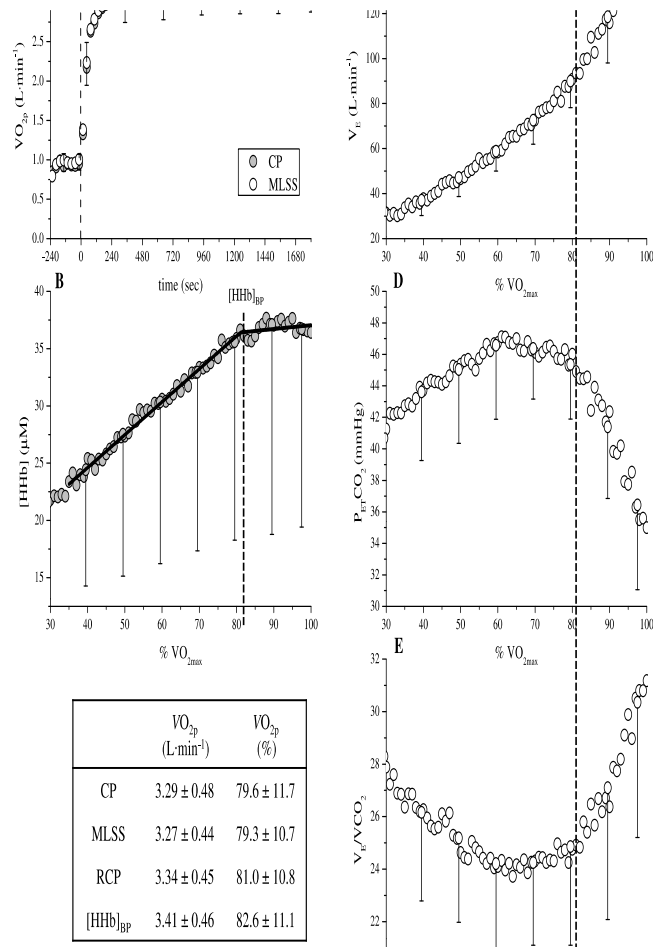 2.5
2.0
1.5
1.0
0.5
0.0
VO2p (L·min-1)
CP
MLSS
-240 0 240 480 720 960 1200 1440 1680
time (sec)
120
100
80
60
40
20
VE (L·min-1)
30 40 50 60 70 80 90 100
% VO2max
B
[HHb]BP
40
35
30
25
20
15
[HHb] (µM)
30 40 50 60 70 80 90 100
% VO2max
D
50
48
46
44
42
40
38
36
34
32
30
PETCO2 (mmHg)
30 40 50 60 70 80 90 100
% VO2max
E
32
30
28
26
24
22
VE/VCO2
VO2p VO2p
(L·min-1) (%)
CP 3.29 ± 0.48 79.6 ± 11.7
MLSS 3.27 ± 0.44 79.3 ± 10.7
RCP 3.34 ± 0.45 81.0 ± 10.8
[HHb]BP 3.41 ± 0.46 82.6 ± 11.1